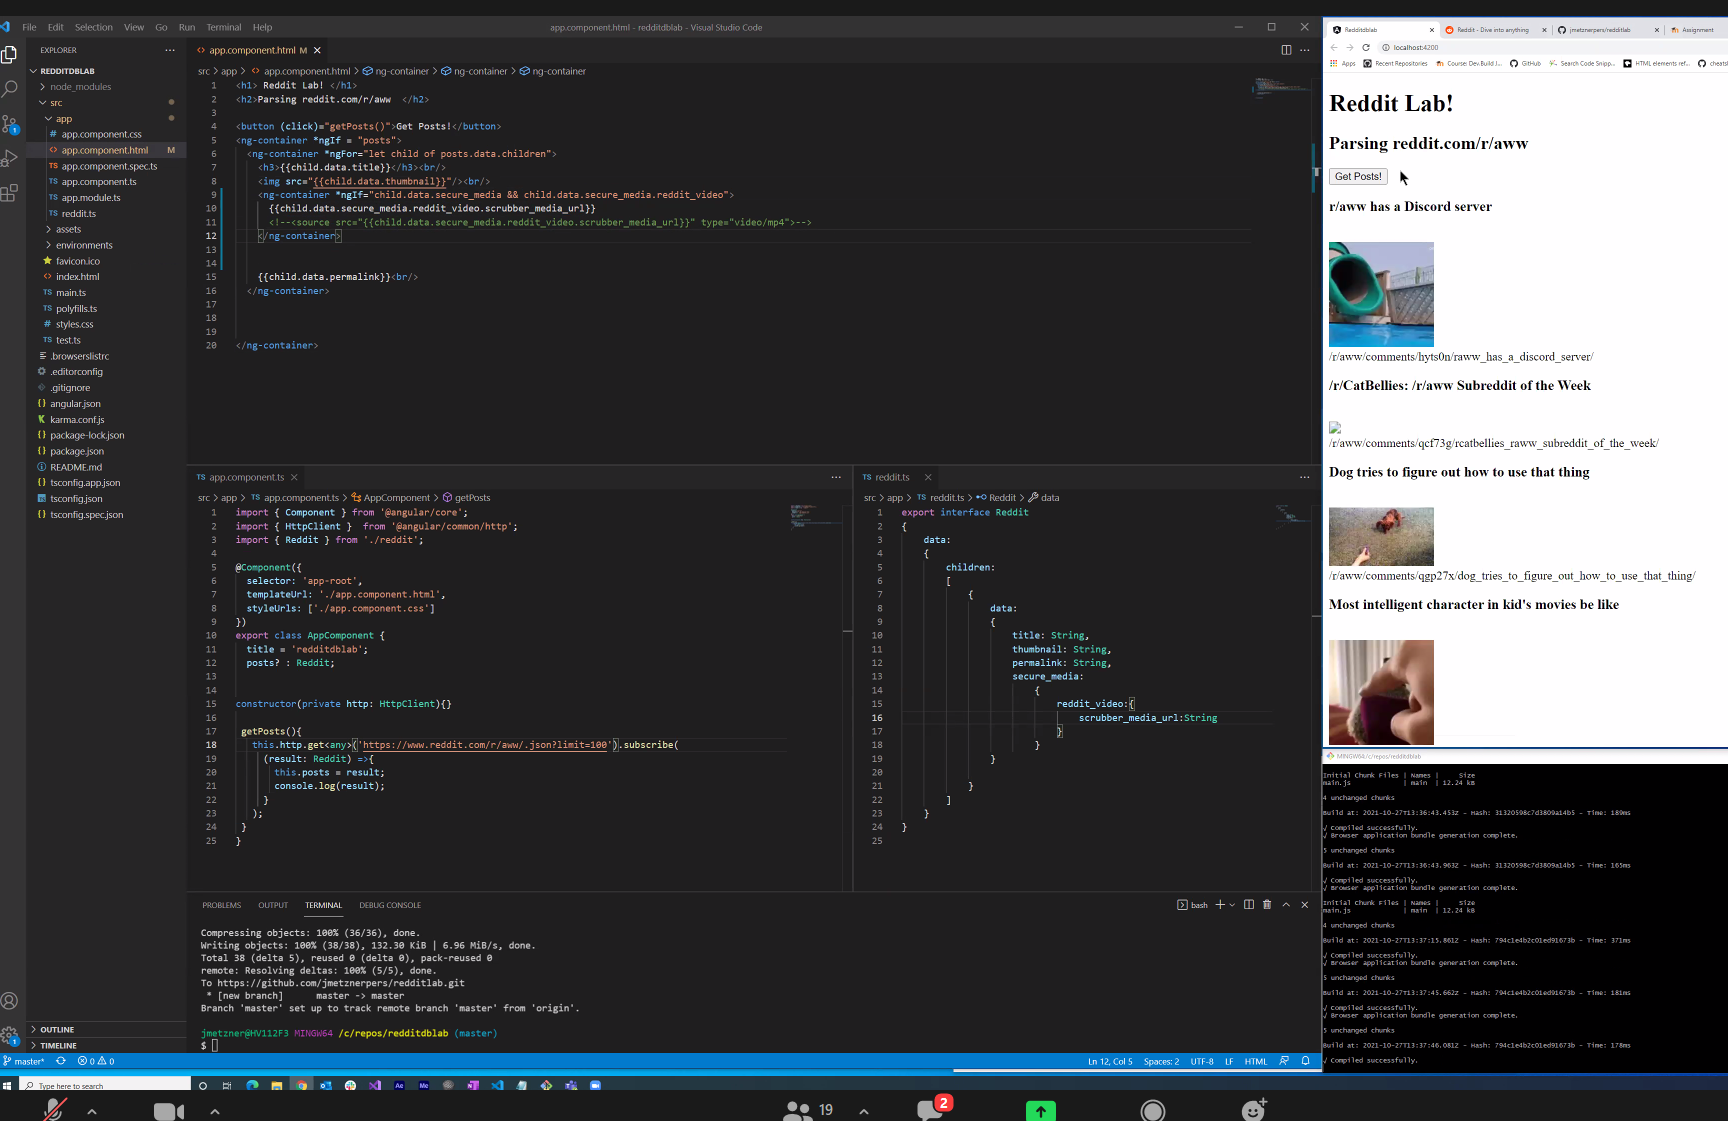 File Edit Selection View Go Run Terminal Help
app.component.html - redditdblab - Visual Studio Code
EXPLORER
REDDITDBLAB
node_modules
src
app
app.component.css
app.component.html M
app.component.spec.ts
app.component.ts
app.module.ts
reddit.ts
assets
environments
favicon.ico
index.html
main.ts
polyfills.ts
styles.css
test.ts
.browserslistrc
.editorconfig
.gitignore
angular.json
karma.conf.js
package-lock.json
package.json
README.md
tsconfig.app.json
tsconfig.json
tsconfig.spec.json
OUTLINE
TIMELINE
app.component.html M
src > app > app.component.html > ng-container > ng-container > ng-container
1 <h1> Reddit Lab! </h1>
2 <h2>Parsing reddit.com/r/aww </h2>
3
4 <button (click)="getPosts()">Get Posts!</button>
5 <ng-container *ngIf = "posts">
6 <ng-container *ngFor="let child of posts.data.children">
7 <h3>{{child.data.title}}</h3><br/>
8 <img src="{{child.data.thumbnail}}"/><br/>
9 <ng-container *ngIf="child.data.secure_media && child.data.secure_media.reddit_video">
10 {{child.data.secure_media.reddit_video.scrubber_media_url}}
11 <!--<source src="{{child.data.secure_media.reddit_video.scrubber_media_url}}" type="video/mp4">-->
12 </ng-container>
13
14
15 {{child.data.permalink}}<br/>
16 </ng-container>
17
18
19
20 </ng-container>
TS app.component.ts
src > app > TS app.component.ts > AppComponent > getPosts
1 import { Component } from '@angular/core';
2 import { HttpClient } from '@angular/common/http';
3 import { Reddit } from './reddit';
4
5 @Component({
6 selector: 'app-root',
7 templateUrl: './app.component.html',
8 styleUrls: ['./app.component.css']
9 })
10 export class AppComponent {
11 title = 'redditdblab';
12 posts? : Reddit;
13
14
15 constructor(private http: HttpClient){}
16
17 getPosts(){
18 this.http.get<any>('https://www.reddit.com/r/aww/.json?limit=100').subscribe(
19 (result: Reddit) =>{
20 this.posts = result;
21 console.log(result);
22 }
23 );
24 }
25 }
TS reddit.ts
src > app > TS reddit.ts > Reddit > data
1 export interface Reddit
2 {
3 data:
4 {
5 children:
6 [
7 {
8 data:
9 {
10 title: String,
11 thumbnail: String,
12 permalink: String,
13 secure_media:
14 {
15 reddit_video:{
16 scrubber_media_url:String
17 }
18 }
19 }
20
21 }
22 ]
23 }
24 }
25
PROBLEMS OUTPUT TERMINAL DEBUG CONSOLE
bash
Compressing objects: 100% (36/36), done.
Writing objects: 100% (38/38), 132.30 KiB | 6.96 MiB/s, done.
Total 38 (delta 5), reused 0 (delta 0), pack-reused 0
remote: Resolving deltas: 100% (5/5), done.
To https://github.com/jmetznerpers/redditlab.git
* [new branch] master -> master
Branch 'master' set up to track remote branch 'master' from 'origin'.
jmetzner@HV112F3 MINGW64 /c/repos/redditdblab (master)
$
master* 0 0
Ln 12, Col 5 Spaces: 2 UTF-8 LF HTML
Type here to search
19
2
Redditdblab
Reddit - Dive into anything
jmetznerpers/redditlab
Assignment
localhost:4200
Apps Recent Repositories Course: Dev.Build J... GitHub Search Code Snipp... HTML elements ref... cheats
Reddit Lab!
Parsing reddit.com/r/aww
Get Posts!
r/aww has a Discord server
/r/aww/comments/hyts0n/raww_has_a_discord_server/
/r/CatBellies: /r/aww Subreddit of the Week
/r/aww/comments/qcf73g/rcatbellies_raww_subreddit_of_the_week/
Dog tries to figure out how to use that thing
/r/aww/comments/qgp27x/dog_tries_to_figure_out_how_to_use_that_thing/
Most intelligent character in kid's movies be like
MINGW64:/c/repos/redditdblab
Initial Chunk Files | Names | Size
main.js | main | 12.24 kB
4 unchanged chunks
Build at: 2021-10-27T13:36:43.453Z - Hash: 31320598c7d3809a14b5 - Time: 189ms
√ Compiled successfully.
√ Browser application bundle generation complete.
5 unchanged chunks
Build at: 2021-10-27T13:36:43.963Z - Hash: 31320598c7d3809a14b5 - Time: 165ms
√ Compiled successfully.
√ Browser application bundle generation complete.
Initial Chunk Files | Names | Size
main.js | main | 12.24 kB
4 unchanged chunks
Build at: 2021-10-27T13:37:15.861Z - Hash: 794c1e4b2c01ed91673b - Time: 371ms
√ Compiled successfully.
√ Browser application bundle generation complete.
5 unchanged chunks
Build at: 2021-10-27T13:37:45.662Z - Hash: 794c1e4b2c01ed91673b - Time: 181ms
√ Compiled successfully.
√ Browser application bundle generation complete.
5 unchanged chunks
Build at: 2021-10-27T13:37:46.081Z - Hash: 794c1e4b2c01ed91673b - Time: 178ms
√ Compiled successfully.